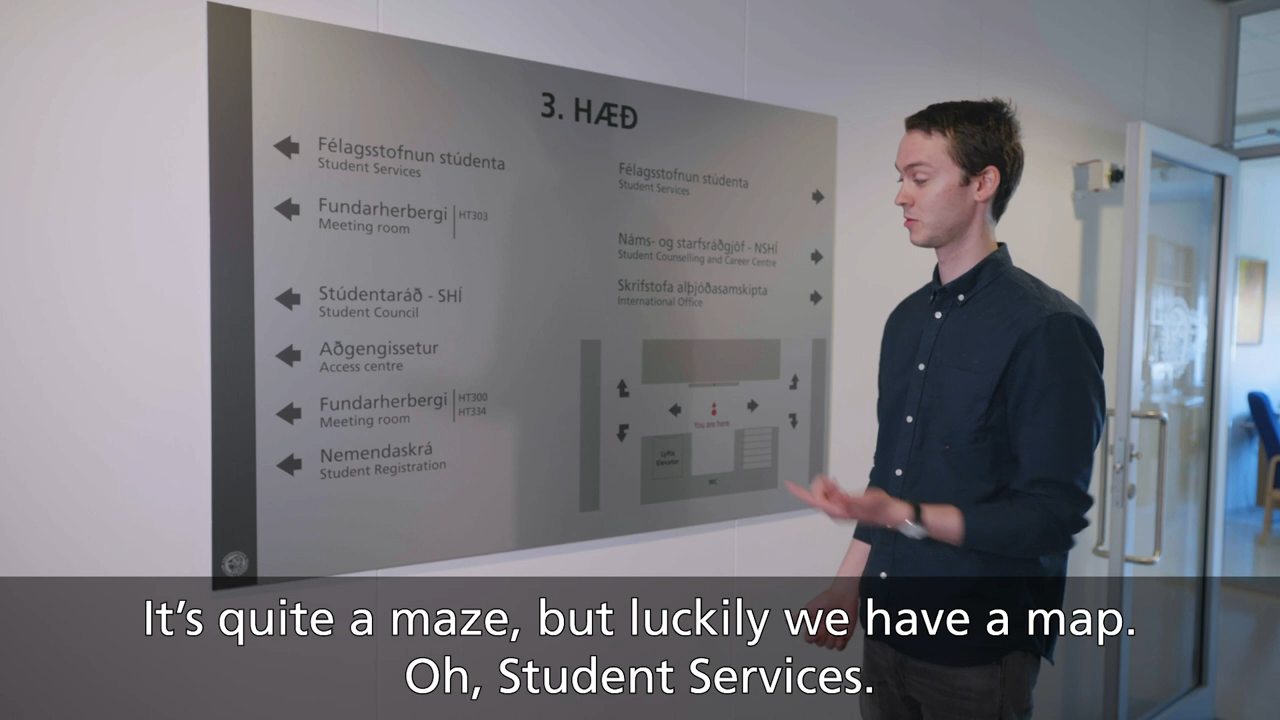 3. HÆÐ
Félagsstofnun stúdenta
Student Services
Fundarherbergi HT303
Meeting room
Stúdentaráð - SHÍ
Student Council
Aðgengissetur
Access centre
Fundarherbergi HT300
Meeting room HT334
Nemendaskrá
Student Registration
Félagsstofnun stúdenta
Student Services
Náms- og starfsráðgjöf - NSHÍ
Student Counselling and Career Centre
Skrifstofa alþjóðasamskipta
International Office
You are here
Lyfta
Elevator
WC
It's quite a maze, but luckily we have a map.
Oh, Student Services.